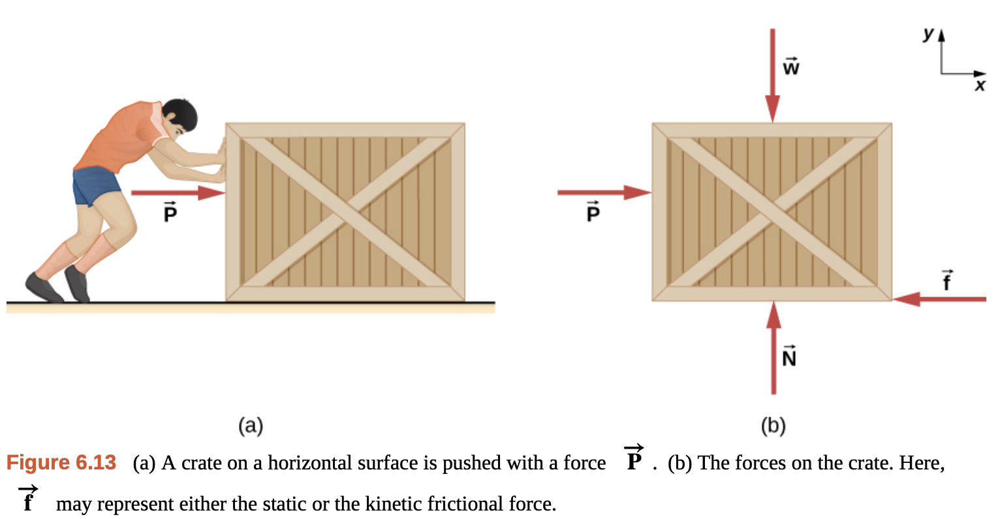 y
w
x
P
P
f
N
(a)
(b)
Figure 6.13 (a) A crate on a horizontal surface is pushed with a force P . (b) The forces on the crate. Here,
f may represent either the static or the kinetic frictional force.